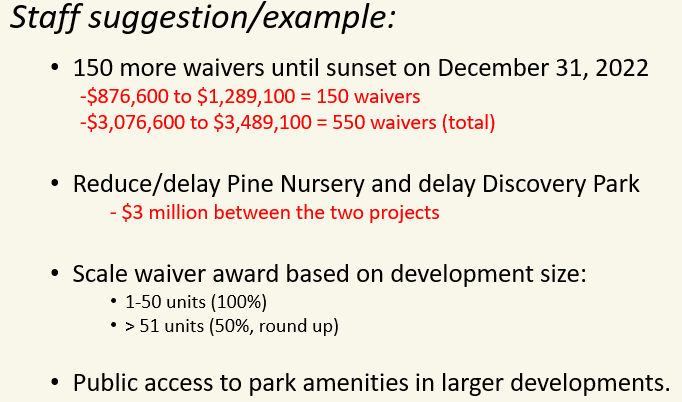 Staff suggestion/example:
• 150 more waivers until sunset on December 31, 2022
-$876,600 to $1,289,100 = 150 waivers
-$3,076,600 to $3,489,100 = 550 waivers (total)
• Reduce/delay Pine Nursery and delay Discovery Park
- $3 million between the two projects
• Scale waiver award based on development size:
• 1-50 units (100%)
• > 51 units (50%, round up)
• Public access to park amenities in larger developments.